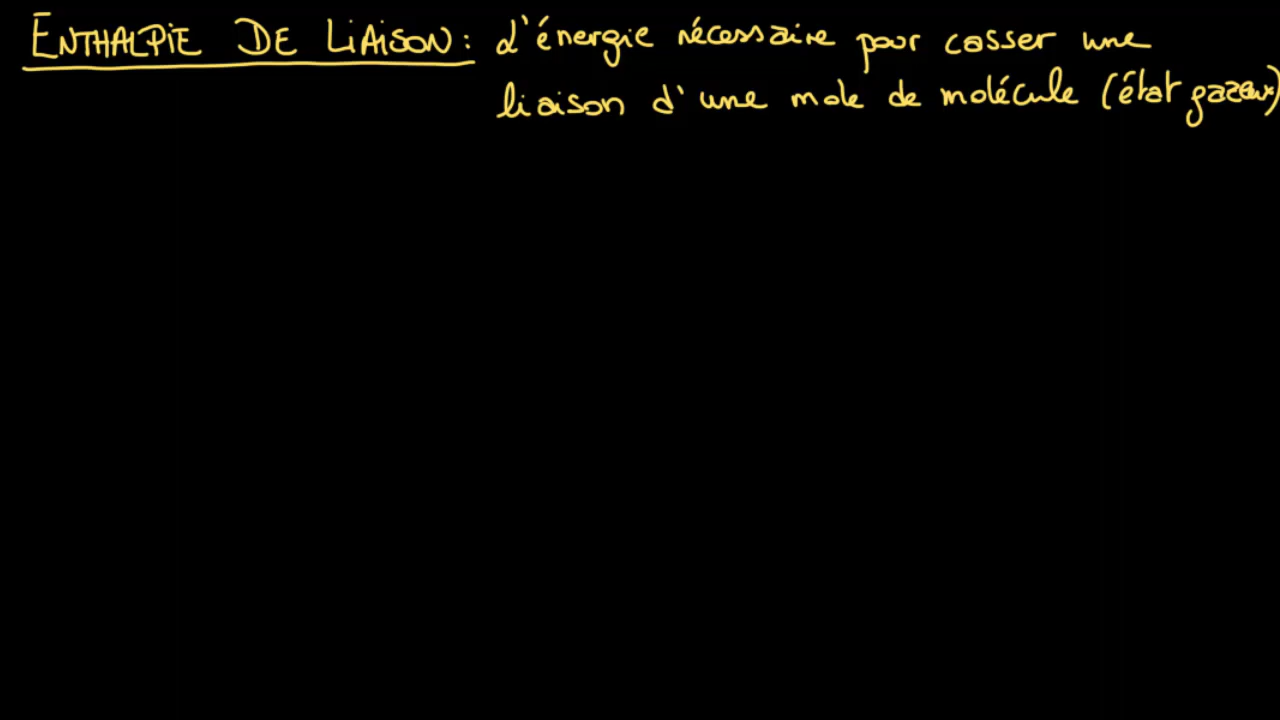 ENTHALPIE DE LIAISON : d'énergie nécessaire pour casser une
liaison d'une mole de molécule (état gazeux)